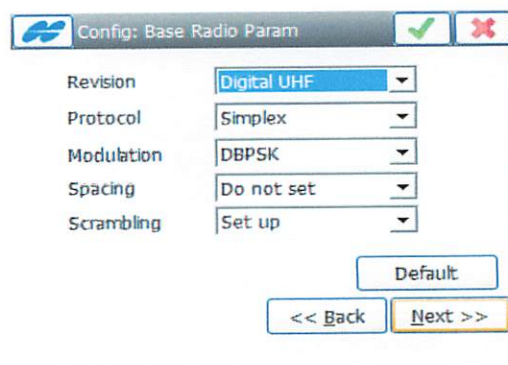 Config: Base Radio Param
Revision Digital UHF
Protocol Simplex
Modulation DBPSK
Spacing Do not set
Scrambling Set up
Default
<< Back Next >>